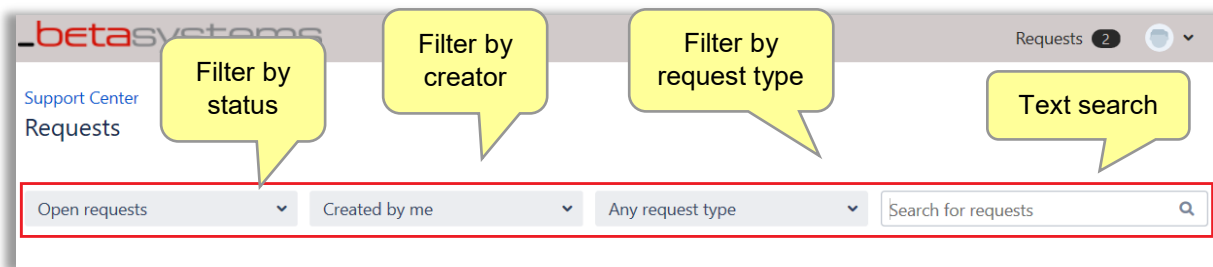 _betasystems
Requests 2
Filter by
status
Filter by
creator
Filter by
request type
Text search
Support Center
Requests
Open requests
Created by me
Any request type
Search for requests